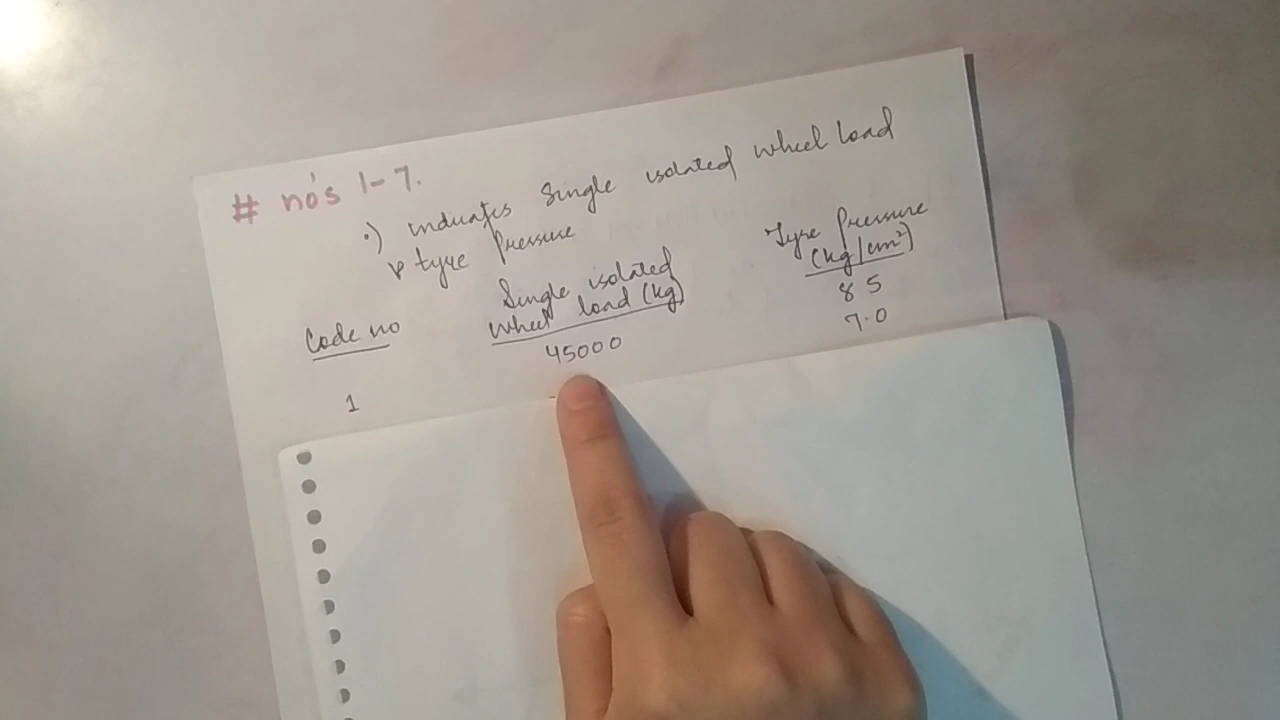 # no's 1-7.
.) indicates Single isolated wheel load
& tyre Pressure
Code no Single isolated wheel load (kg) Tyre Pressure (kg/cm²)
1 45000 8 5
7.0